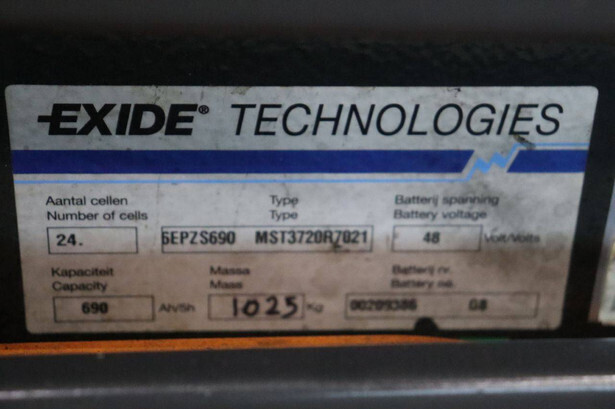 EXIDE® TECHNOLOGIES
Aantal cellen Type Batterij spanning
Number of cells Type Battery voltage
24. 6EPZS690 MST3720R7021 48 Volt/Volts
Kapaciteit Massa Batterij nr.
Capacity Mass Battery no.
690 Ah/5h 1025 Kg 00209386 08